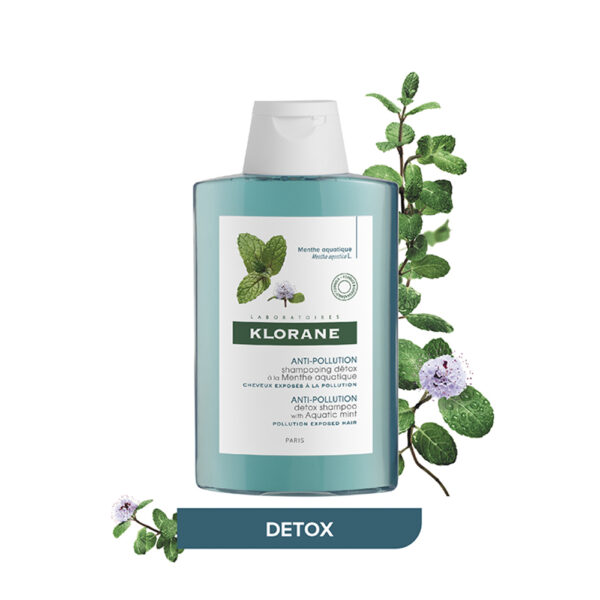 Menthe aquatique
Mentha aquatica L.
LABORATOIRES
KLORANE
ANTI-POLLUTION
shampooing détox
à la Menthe aquatique
CHEVEUX EXPOSÉS À LA POLLUTION
ANTI-POLLUTION
detox shampoo
with Aquatic mint
POLLUTION EXPOSED HAIR
PARIS
DETOX